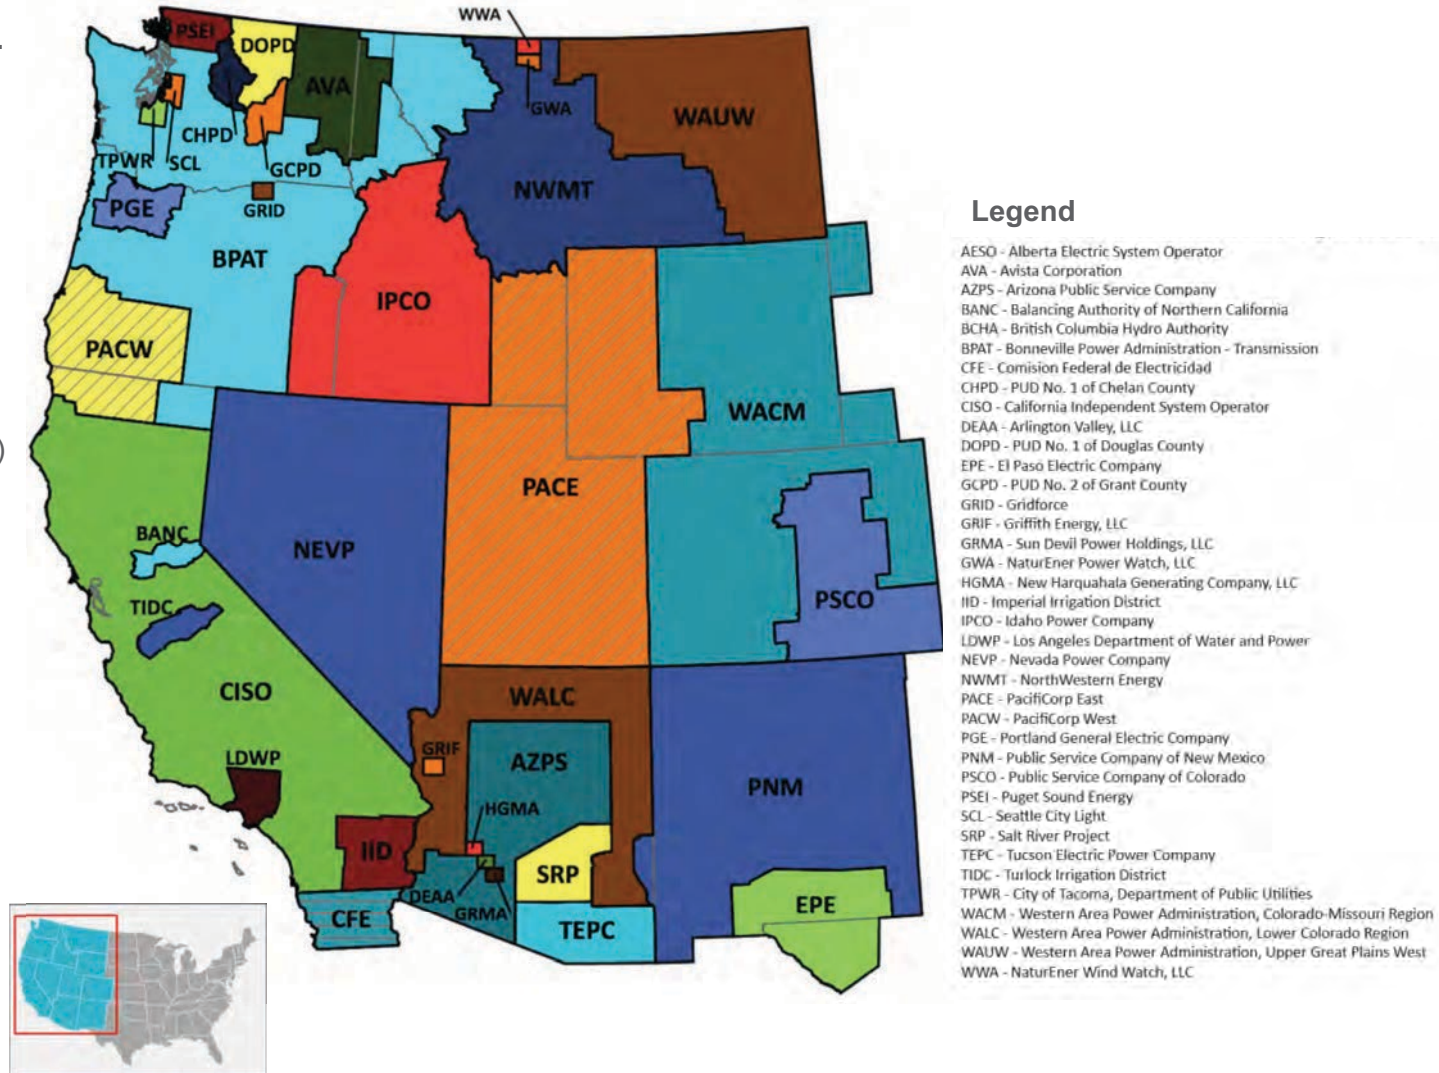 WWA
PSEI
DOPD
AVA
GWA
WAUW
CHPD
TPWR
SCL
GCPD
NWMT
PGE
GRID
BPAT
IPCO
PACW
WACM
PACE
BANC
NEVP
PSCO
TIDC
CISO
WALC
LDWP
GRIF
AZPS
PNM
HGMA
IID
SRP
DEAA
GRMA
CFE
TEPC
EPE
)
Legend
AESO - Alberta Electric System Operator
AVA - Avista Corporation
AZPS - Arizona Public Service Company
BANC - Balancing Authority of Northern California
BCHA - British Columbia Hydro Authority
BPAT - Bonneville Power Administration - Transmission
CFE - Comision Federal de Electricidad
CHPD - PUD No. 1 of Chelan County
CISO - California Independent System Operator
DEAA - Arlington Valley, LLC
DOPD - PUD No. 1 of Douglas County
EPE - El Paso Electric Company
GCPD - PUD No. 2 of Grant County
GRID - Gridforce
GRIF - Griffith Energy, LLC
GRMA - Sun Devil Power Holdings, LLC
GWA - NaturEner Power Watch, LLC
HGMA - New Harquahala Generating Company, LLC
IID - Imperial Irrigation District
IPCO - Idaho Power Company
LDWP - Los Angeles Department of Water and Power
NEVP - Nevada Power Company
NWMT - NorthWestern Energy
PACE - PacifiCorp East
PACW - PacifiCorp West
PGE - Portland General Electric Company
PNM - Public Service Company of New Mexico
PSCO - Public Service Company of Colorado
PSEI - Puget Sound Energy
SCL - Seattle City Light
SRP - Salt River Project
TEPC - Tucson Electric Power Company
TIDC - Turlock Irrigation District
TPWR - City of Tacoma, Department of Public Utilities
WACM - Western Area Power Administration, Colorado-Missouri Region
WALC - Western Area Power Administration, Lower Colorado Region
WAUW - Western Area Power Administration, Upper Great Plains West
WWA - NaturEner Wind Watch, LLC